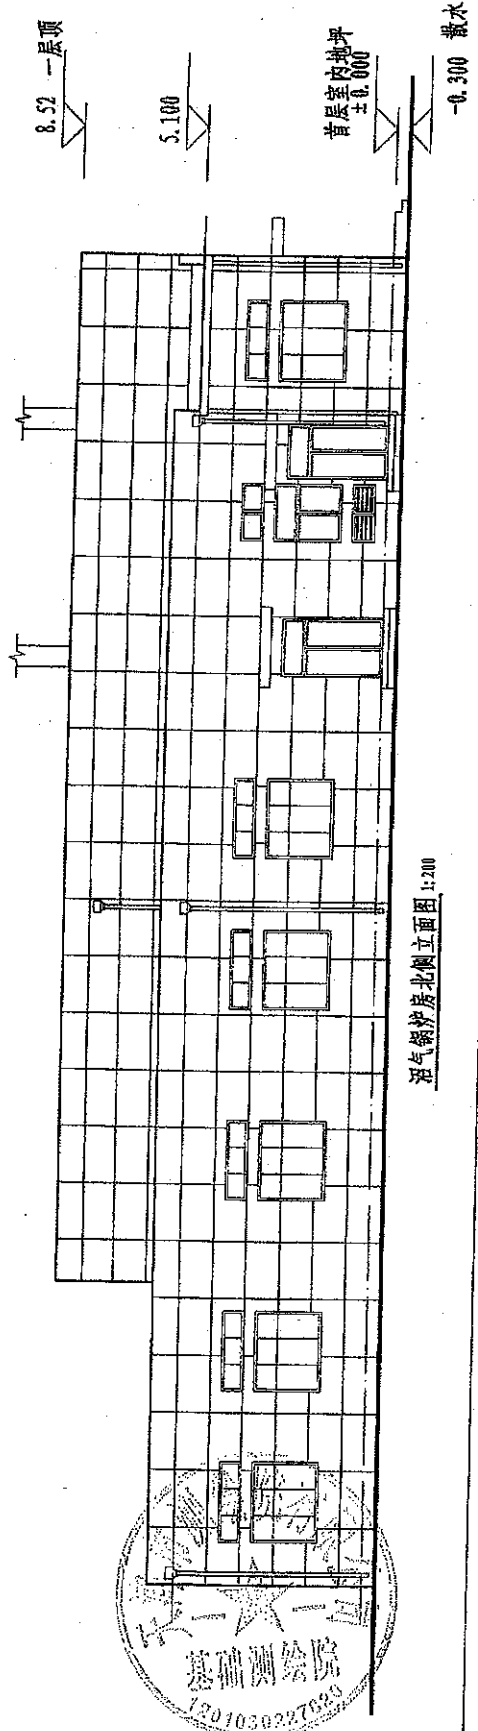 8.52 一层顶
5.100
首层室内地坪
±0.000
-0.300 散水
沼气锅炉房北侧立面图 1:200
基础测绘院